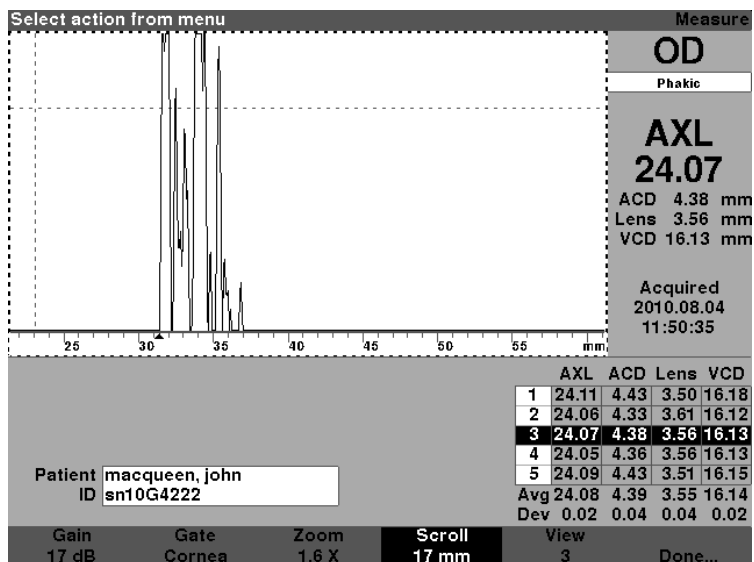 Select action from menu Measure
OD
Phakic
AXL
24.07
ACD 4.38 mm
Lens 3.56 mm
VCD 16.13 mm
Acquired
2010.08.04
11:50:35
25 30 35 40 45 50 55 mm
AXL ACD Lens VCD
1 24.11 4.43 3.50 16.18
2 24.06 4.33 3.61 16.12
3 24.07 4.38 3.56 16.13
4 24.05 4.36 3.56 16.13
5 24.09 4.43 3.51 16.15
Avg 24.08 4.39 3.55 16.14
Dev 0.02 0.04 0.04 0.02
Patient macqueen, john
ID sn10G4222
Gain Gate Zoom Scroll View
17 dB Cornea 1.6 X 17 mm 3 Done...